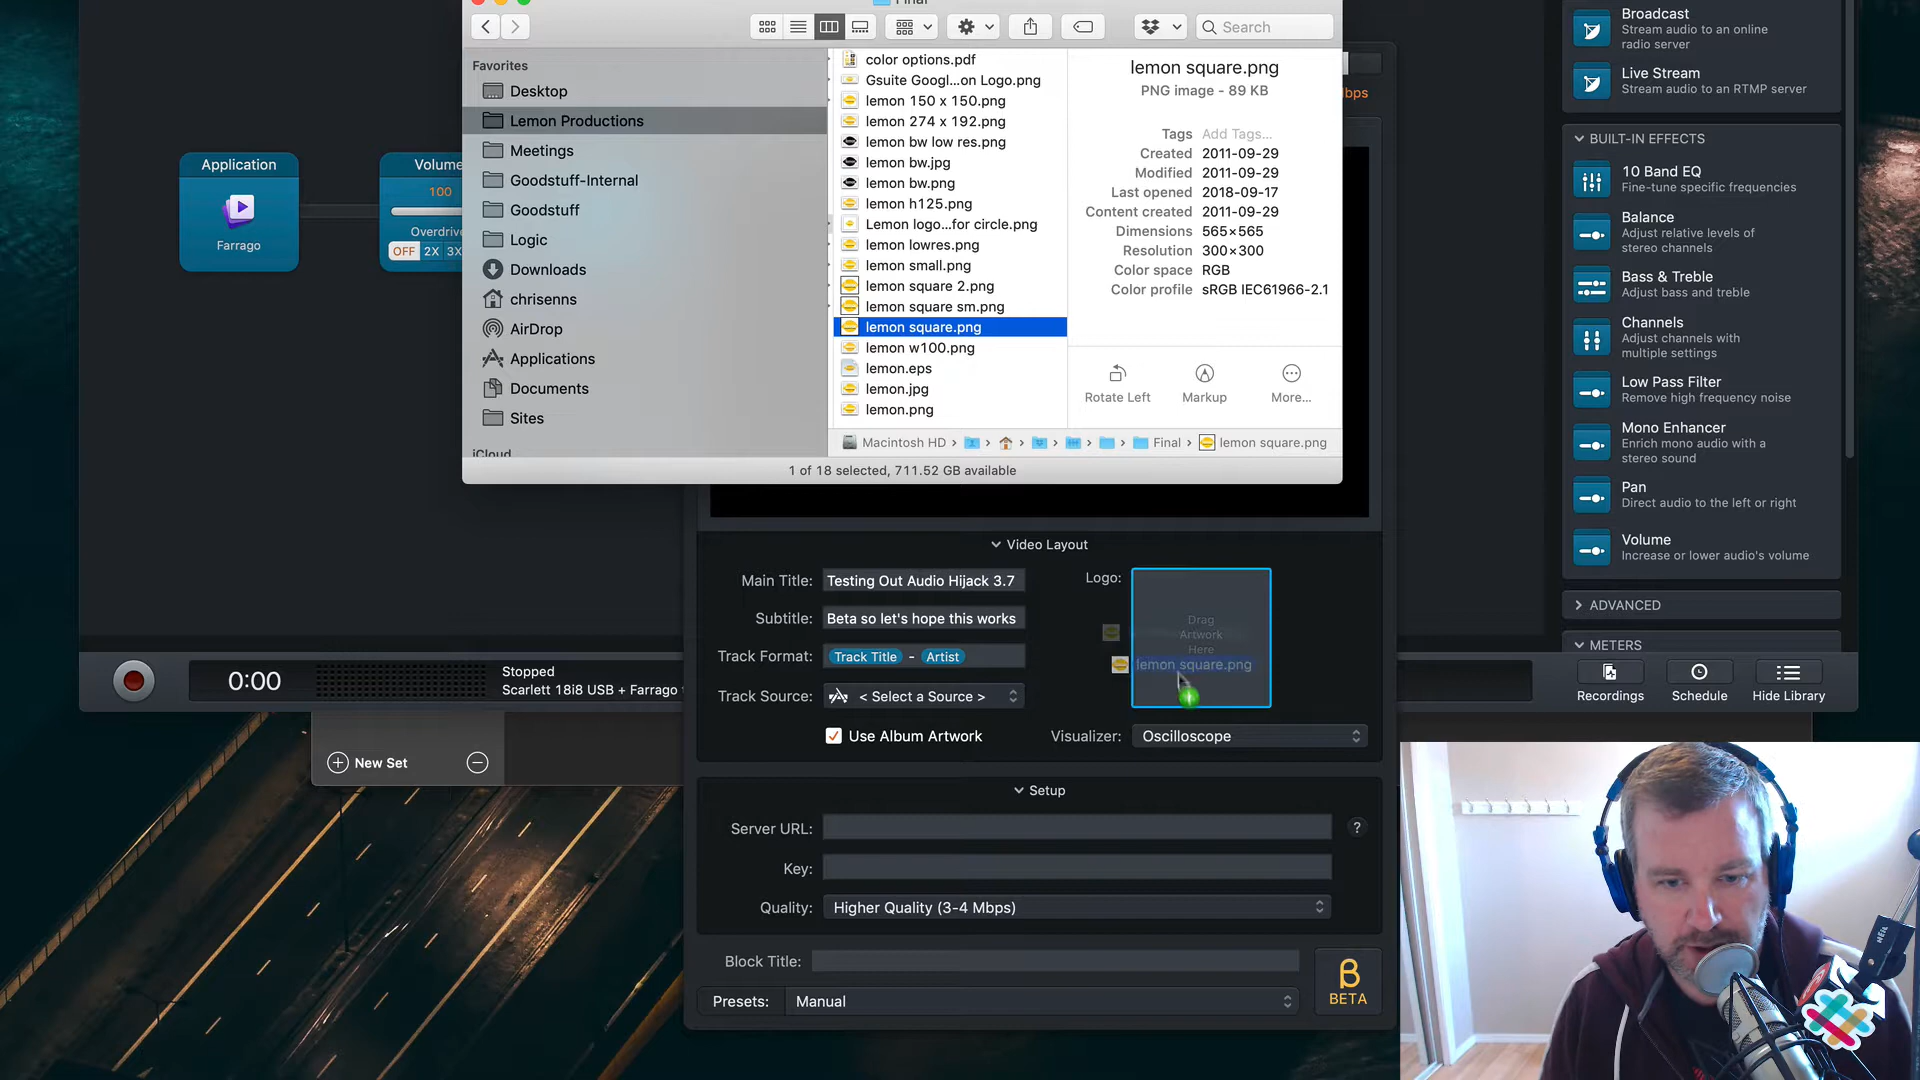 Final
Search
Favorites
Desktop
Lemon Productions
Meetings
Goodstuff-Internal
Goodstuff
Logic
Downloads
chrisenns
AirDrop
Applications
Documents
Sites
iCloud
color options.pdf
Gsuite Googl...on Logo.png
lemon 150 x 150.png
lemon 274 x 192.png
lemon bw low res.png
lemon bw.jpg
lemon bw.png
lemon h125.png
Lemon logo...for circle.png
lemon lowres.png
lemon small.png
lemon square 2.png
lemon square sm.png
lemon square.png
lemon w100.png
lemon.eps
lemon.jpg
lemon.png
lemon square.png
PNG image - 89 KB
Tags Add Tags...
Created 2011-09-29
Modified 2011-09-29
Last opened 2018-09-17
Content created 2011-09-29
Dimensions 565×565
Resolution 300×300
Color space RGB
Color profile sRGB IEC61966-2.1
Rotate Left
Markup
More...
Macintosh HD
Final
lemon square.png
1 of 18 selected, 711.52 GB available
Application
Farrago
Volume
100
Overdrive
OFF 2X 3X
bps
Broadcast
Stream audio to an online
radio server
Live Stream
Stream audio to an RTMP server
BUILT-IN EFFECTS
10 Band EQ
Fine-tune specific frequencies
Balance
Adjust relative levels of
stereo channels
Bass & Treble
Adjust bass and treble
Channels
Adjust channels with
multiple settings
Low Pass Filter
Remove high frequency noise
Mono Enhancer
Enrich mono audio with a
stereo sound
Pan
Direct audio to the left or right
Volume
Increase or lower audio's volume
ADVANCED
METERS
Recordings
Schedule
Hide Library
0:00
Stopped
Scarlett 18i8 USB + Farrago
New Set
Video Layout
Main Title: Testing Out Audio Hijack 3.7
Subtitle: Beta so let's hope this works
Track Format: Track Title - Artist
Track Source: < Select a Source >
Use Album Artwork
Logo:
Drag
Artwork
Here
lemon square.png
Visualizer: Oscilloscope
Setup
Server URL:
?
Key:
Quality: Higher Quality (3-4 Mbps)
Block Title:
Presets: Manual
β
BETA